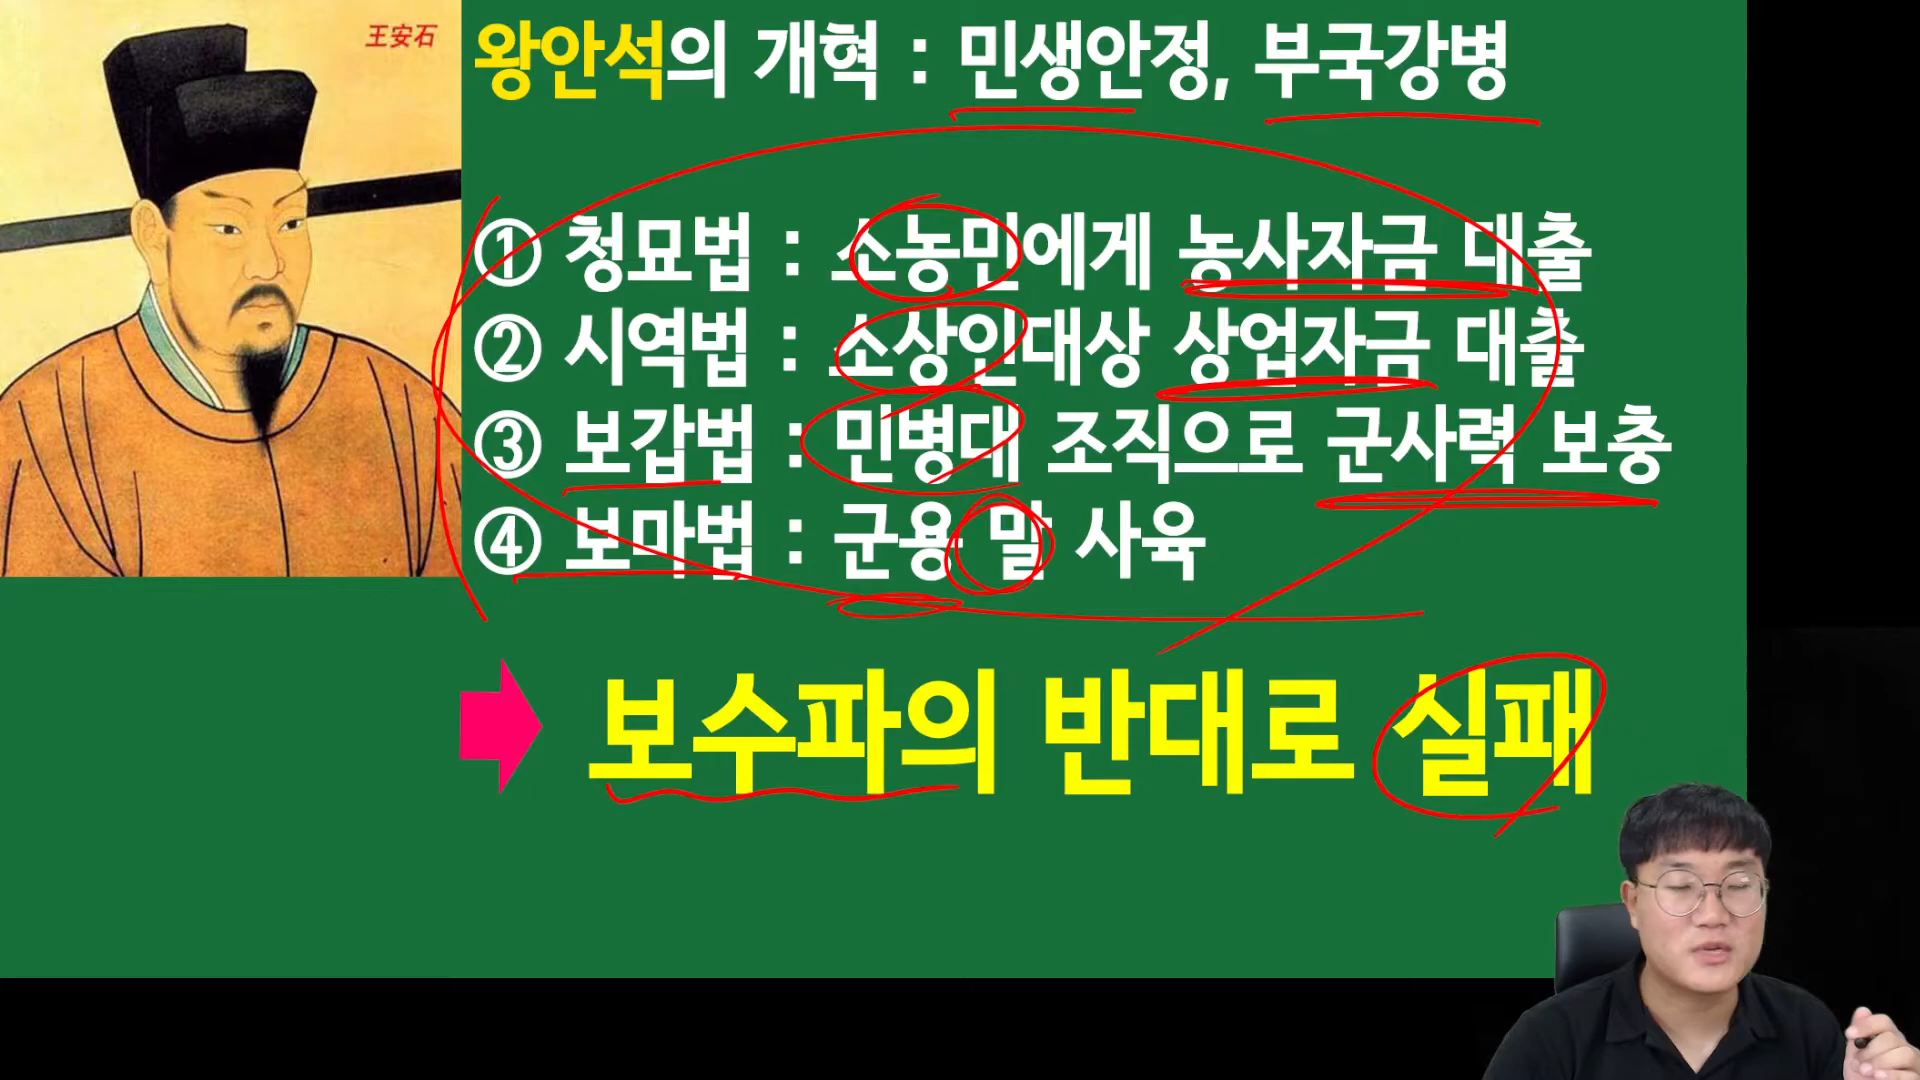 王安石
왕안석의 개혁 : 민생안정, 부국강병
① 청묘법 : 소농민에게 농사자금 대출
② 시역법 : 소상인대상 상업자금 대출
③ 보갑법 : 민병대 조직으로 군사력 보충
④ 보마법 : 군용 말 사육
보수파의 반대로 실패